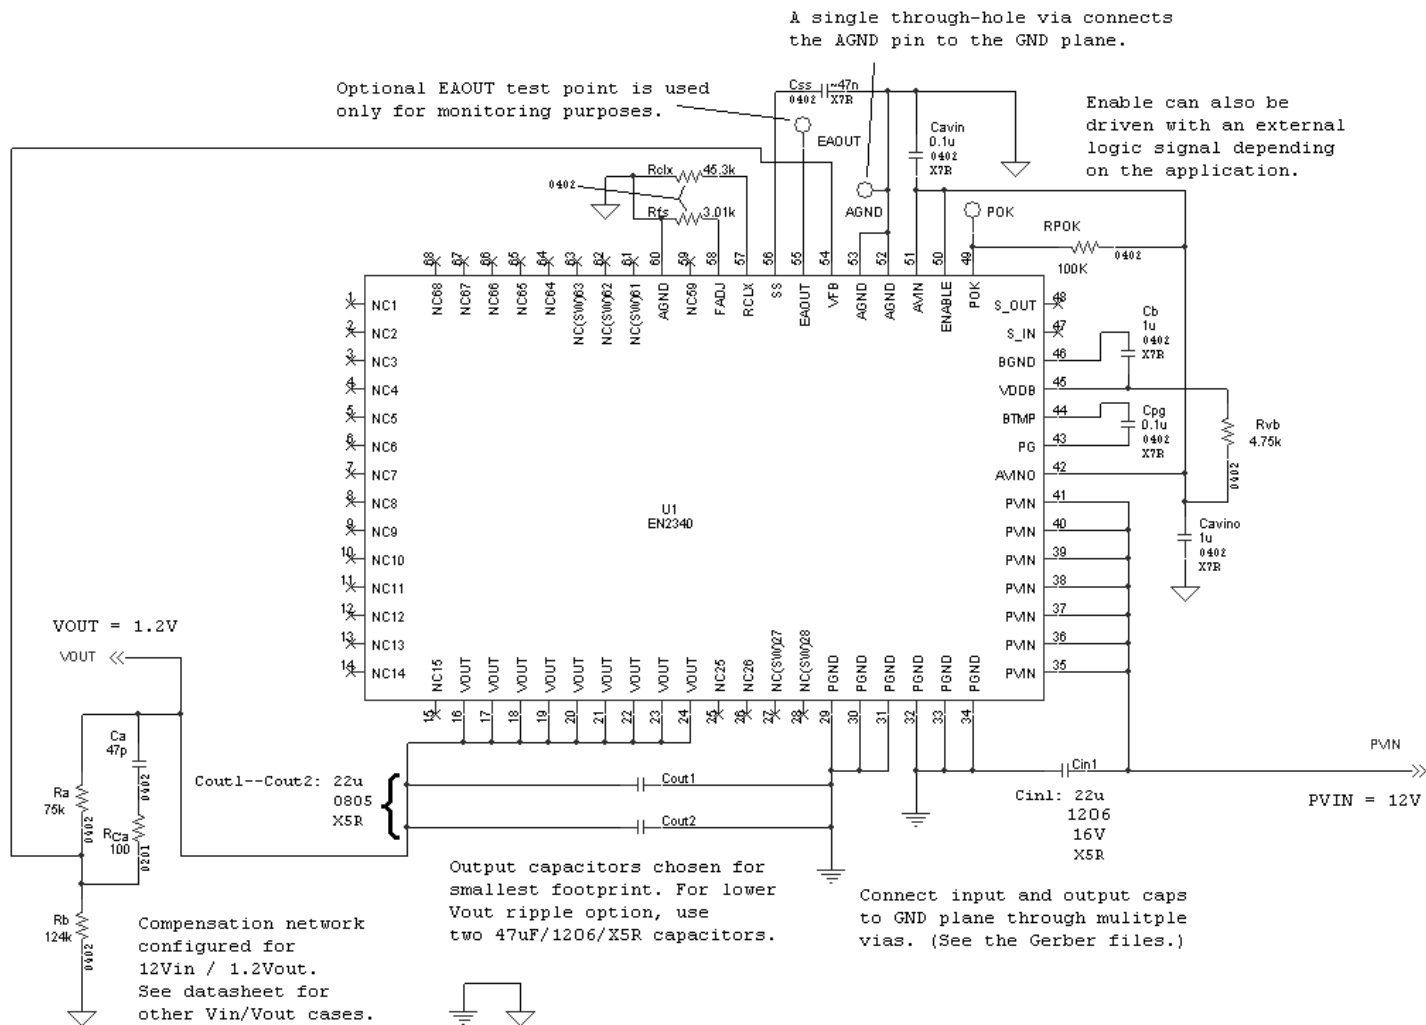 A single through-hole via connects
the AGND pin to the GND plane.
Optional EAOUT test point is used
only for monitoring purposes.
Css
~47n
0402
X7R
EAOUT
Cavin
0.1u
0402
X7R
Enable can also be
driven with an external
logic signal depending
on the application.
Rclx
45.3k
0402
Rfs
3.01k
AGND
POK
RPOK
0402
100K
68
67
66
65
64
63
62
61
60
59
58
57
56
55
54
53
52
51
50
49
NC68
NC67
NC66
NC65
NC64
NC(SW)63
NC(SW)62
NC(SW)61
AGND
NC59
FADJ
RCLX
SS
EAOUT
VFB
AGND
AGND
AVIN
ENABLE
POK
1
NC1
2
NC2
3
NC3
4
NC4
5
NC5
6
NC6
7
NC7
8
NC8
9
NC9
10
NC10
11
NC11
12
NC12
13
NC13
14
NC14
S_OUT
48
S_IN
47
BGND
46
VDDB
45
BTMP
44
PG
43
AVINO
42
PVIN
41
PVIN
40
PVIN
39
PVIN
38
PVIN
37
PVIN
36
PVIN
35
Cb
1u
0402
X7R
Cpg
0.1u
0402
X7R
Rvb
4.75k
0402
Cavino
1u
0402
X7R
U1
EN2340
NC15
VOUT
VOUT
VOUT
VOUT
VOUT
VOUT
VOUT
VOUT
VOUT
NC25
NC26
NC(SW)27
NC(SW)28
PGND
PGND
PGND
PGND
PGND
PGND
15
16
17
18
19
20
21
22
23
24
25
26
27
28
29
30
31
32
33
34
VOUT = 1.2V
VOUT
Ca
47p
0402
Ra
75k
0402
RCa
100
0201
Rb
124k
0402
Cout1--Cout2: 22u
0805
X5R
Cout1
Cout2
Cin1
Cin1: 22u
1206
16V
X5R
PVIN
PVIN = 12V
Output capacitors chosen for
smallest footprint. For lower
Vout ripple option, use
two 47uF/1206/X5R capacitors.
Connect input and output caps
to GND plane through mulitple
vias. (See the Gerber files.)
Compensation network
configured for
12Vin / 1.2Vout.
See datasheet for
other Vin/Vout cases.